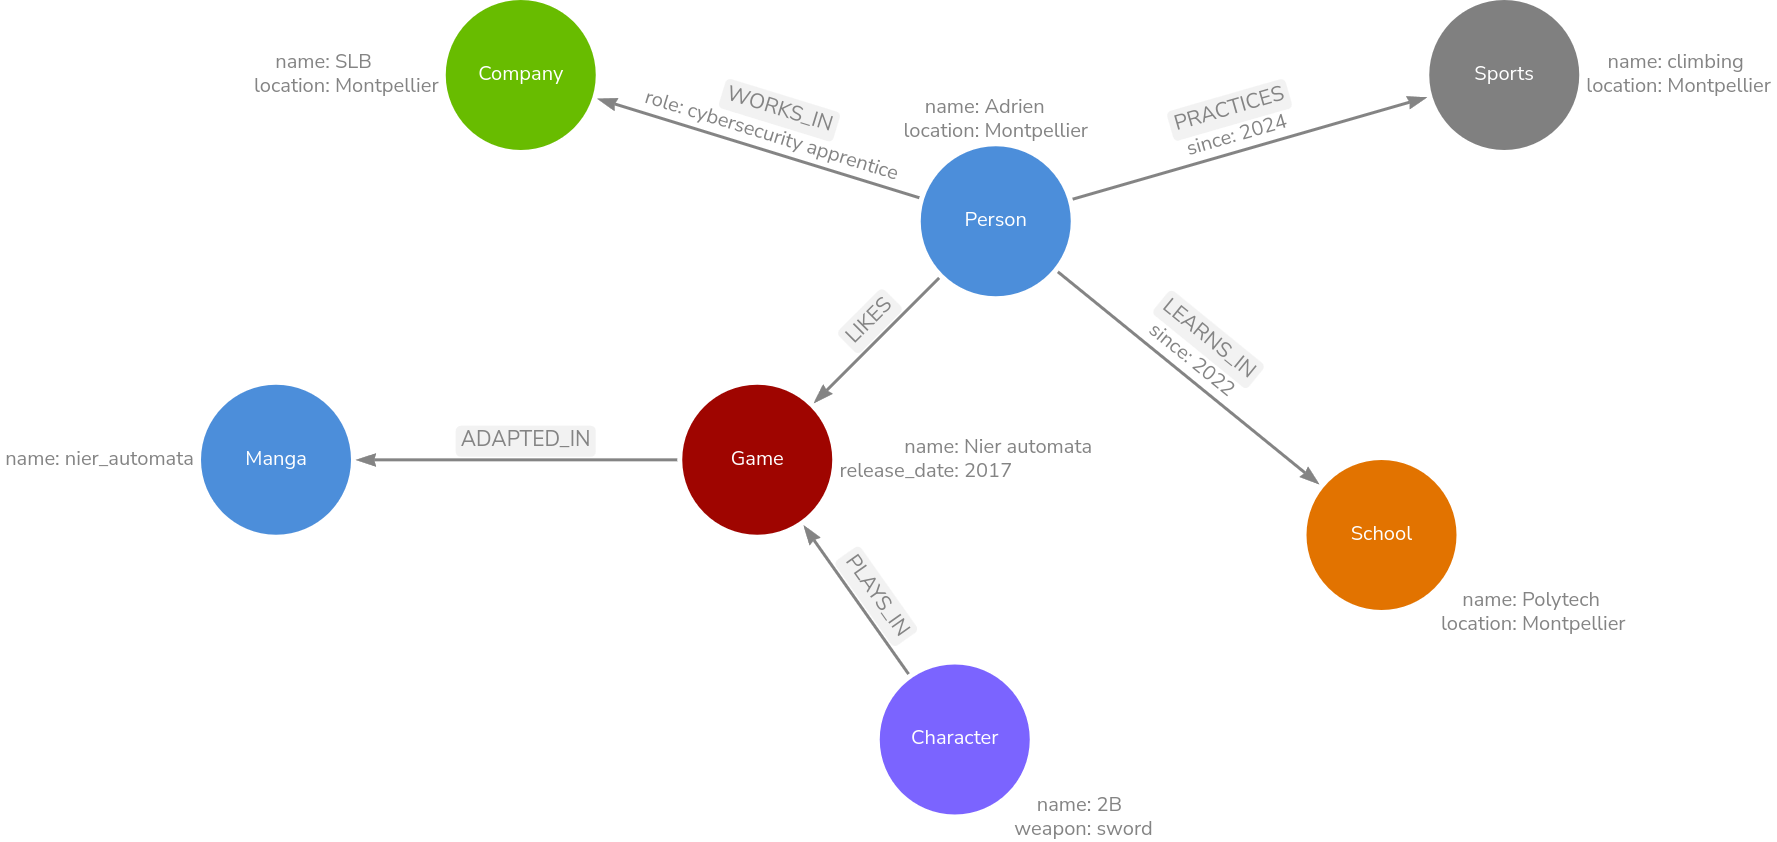 name: SLB
location: Montpellier
Company
WORKS_IN
role: cybersecurity apprentice
name: Adrien
location: Montpellier
Person
PRACTICES
since: 2024
Sports
name: climbing
location: Montpellier
LIKES
LEARNS_IN
since: 2022
name: nier_automata
Manga
ADAPTED_IN
Game
name: Nier automata
release_date: 2017
School
name: Polytech
location: Montpellier
PLAYS_IN
Character
name: 2B
weapon: sword